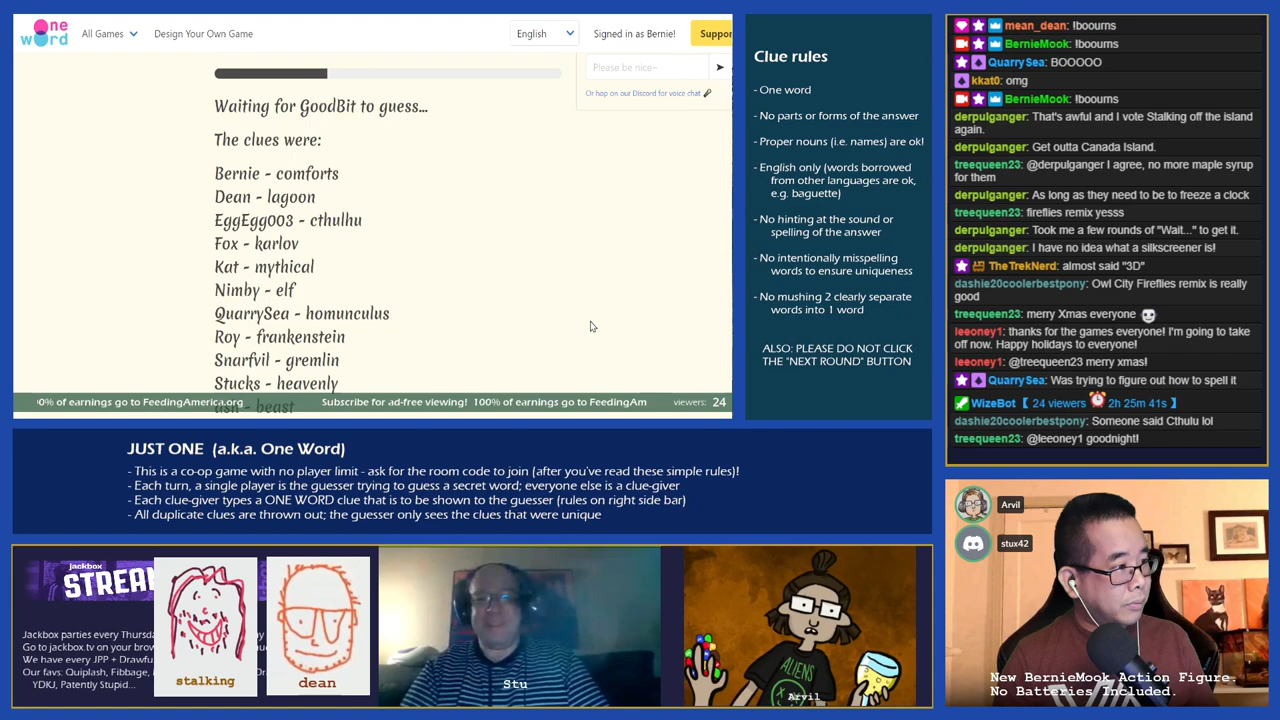 One
word
All Games
Design Your Own Game
English
Signed in as Bernie!
Suppor
Please be nice~
Or hop on our Discord for voice chat
Waiting for GoodBit to guess...
The clues were:
Bernie - comforts
Dean - lagoon
EggEgg003 - cthulhu
Fox - karlov
Kat - mythical
Nimby - elf
QuarrySea - homunculus
Roy - frankenstein
Snarfvil - gremlin
Stucks - heavenly
ash - beast
0% of earnings go to FeedingAmerica.org
Subscribe for ad-free viewing! 100% of earnings go to FeedingAm
viewers: 24
Clue rules
- One word
- No parts or forms of the answer
- Proper nouns (i.e. names) are ok!
- English only (words borrowed
from other languages are ok,
e.g. baguette)
- No hinting at the sound or
spelling of the answer
- No intentionally misspelling
words to ensure uniqueness
- No mushing 2 clearly separate
words into 1 word
ALSO: PLEASE DO NOT CLICK
THE "NEXT ROUND" BUTTON
mean_dean: !boourns
BernieMook: !boourns
QuarrySea: BOOOOO
kkat0: omg
BernieMook: !boourns
derpulganger: That's awful and I vote Stalking off the island
again.
derpulganger: Get outta Canada Island.
treequeen23: @derpulganger I agree, no more maple syrup
for them
derpulganger: As long as they need to be to freeze a clock
treequeen23: fireflies remix yesss
derpulganger: Took me a few rounds of "Wait..." to get it.
derpulganger: I have no idea what a silkscreener is!
TheTrekNerd: almost said "3D"
dashie20coolerbestpony: Owl City Fireflies remix is really
good
treequeen23: merry Xmas everyone
leeoney1: thanks for the games everyone! I'm going to take
off now. Happy holidays to everyone!
leeoney1: @treequeen23 merry xmas!
QuarrySea: Was trying to figure out how to spell it
WizeBot 【 24 viewers 2h 25m 41s 】
dashie20coolerbestpony: Someone said Cthulu lol
treequeen23: @leeoney1 goodnight!
JUST ONE (a.k.a. One Word)
- This is a co-op game with no player limit - ask for the room code to join (after you've read these simple rules)!
- Each turn, a single player is the guesser trying to guess a secret word; everyone else is a clue-giver
- Each clue-giver types a ONE WORD clue that is to be shown to the guesser (rules on right side bar)
- All duplicate clues are thrown out; the guesser only sees the clues that were unique
jackbox
STREA
Jackbox parties every Thursda
Go to jackbox.tv on your brow
We have every JPP + Drawfu
Our favs: Quiplash, Fibbage,
YDKJ, Patently Stupid...
stalking
dean
Stu
ALIENS
Arvil
Arvil
stux42
New BernieMook Action Figure.
No Batteries Included.